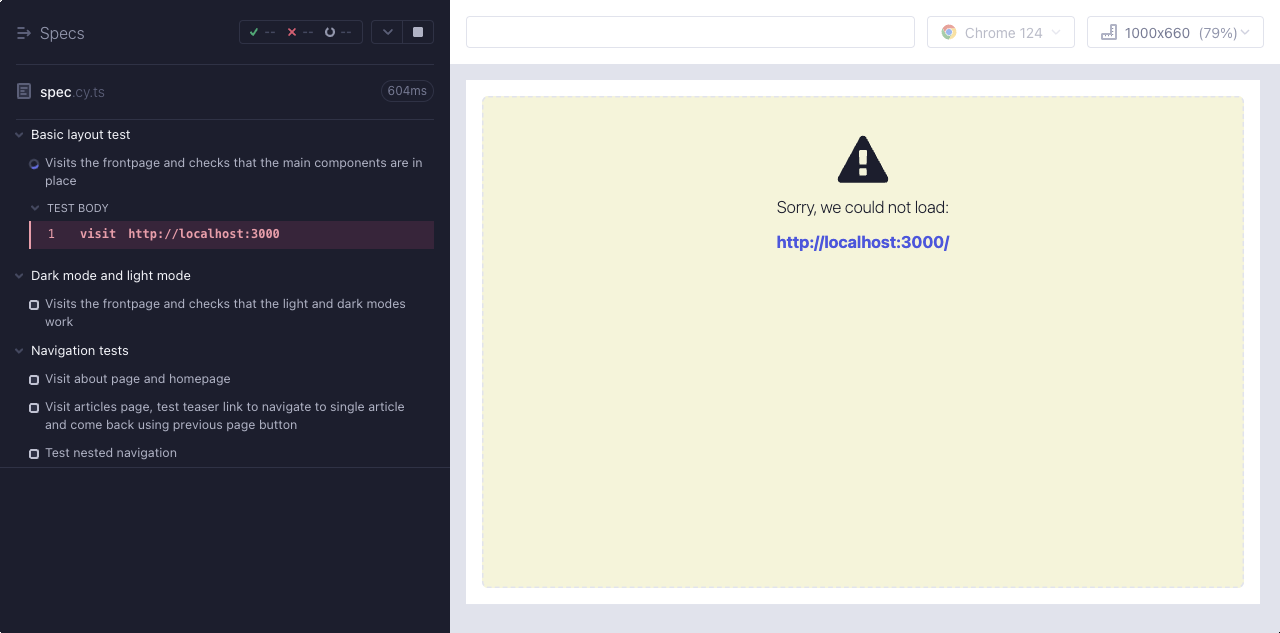 Specs
-- -- --
spec.cy.ts
604ms
Basic layout test
Visits the frontpage and checks that the main components are in
place
TEST BODY
1 visit http://localhost:3000
Dark mode and light mode
Visits the frontpage and checks that the light and dark modes
work
Navigation tests
Visit about page and homepage
Visit articles page, test teaser link to navigate to single article
and come back using previous page button
Test nested navigation
Chrome 124
1000x660 (79%)
Sorry, we could not load:
http://localhost:3000/